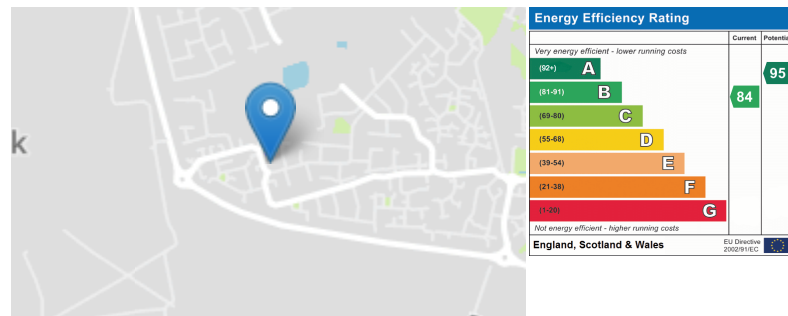 k
Energy Efficiency Rating
Current Potentia
Very energy efficient - lower running costs
(92+) A
95
(81-91) B
84
(69-80) C
(55-68) D
(39-54) E
(21-38) F
(1-20) G
Not energy efficient - higher running costs
England, Scotland & Wales
EU Directive
2002/91/EC